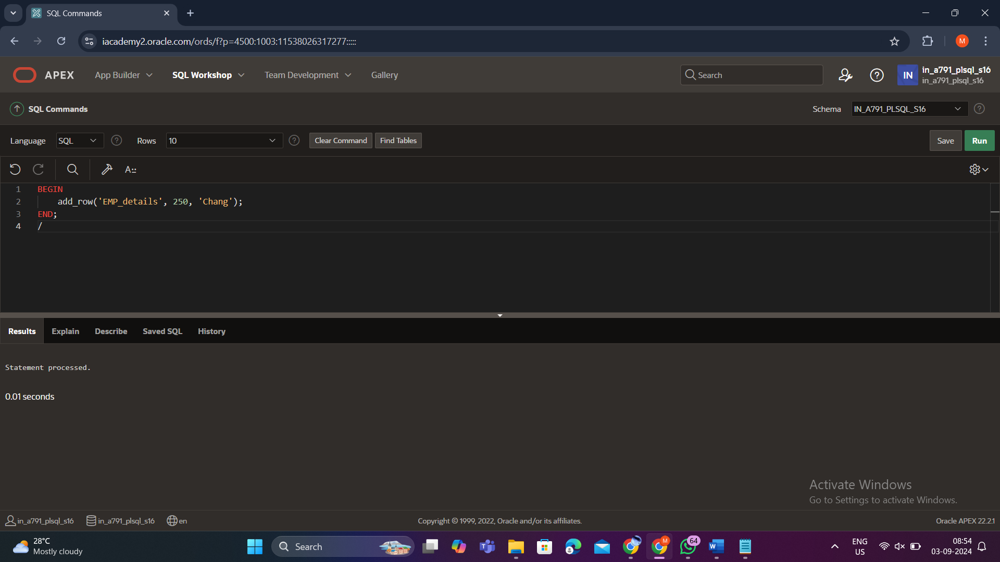 SQL Commands
iacademy2.oracle.com/ords/f?p=4500:1003:11538026317277:::::
M
APEX
App Builder
SQL Workshop
Team Development
Gallery
Search
IN
in_a791_plsql_s16
in_a791_plsql_s16
SQL Commands
Schema
IN_A791_PLSQL_S16
Language
SQL
Rows
10
Clear Command
Find Tables
Save
Run
A::
1 BEGIN
2 add_row('EMP_details', 250, 'Chang');
3 END;
4 /
Results
Explain
Describe
Saved SQL
History
Statement processed.
0.01 seconds
Activate Windows
Go to Settings to activate Windows.
in_a791_plsql_s16
in_a791_plsql_s16
en
Copyright © 1999, 2022, Oracle and/or its affiliates.
Oracle APEX 22.2.1
28°C
Mostly cloudy
Search
T
M
64
W
ENG
US
08:54
03-09-2024